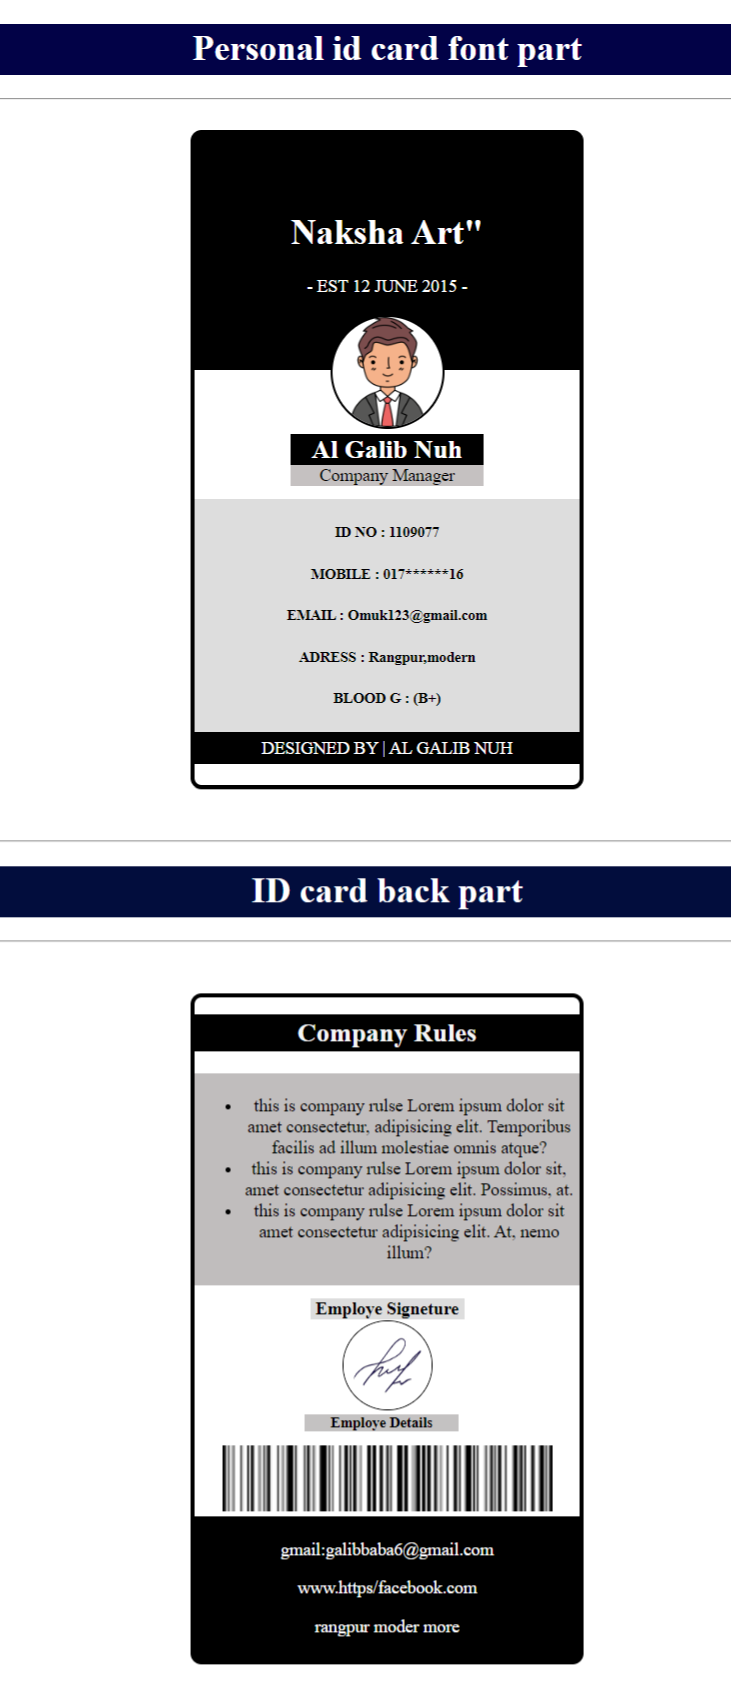 Personal id card font part
Naksha Art"
- EST 12 JUNE 2015 -
Al Galib Nuh
Company Manager
ID NO : 1109077
MOBILE : 017******16
EMAIL : Omuk123@gmail.com
ADRESS : Rangpur,modern
BLOOD G : (B+)
DESIGNED BY | AL GALIB NUH
ID card back part
Company Rules
• this is company rulse Lorem ipsum dolor sit
amet consectetur, adipisicing elit. Temporibus
facilis ad illum molestiae omnis atque?
• this is company rulse Lorem ipsum dolor sit,
amet consectetur adipisicing elit. Possimus, at.
• this is company rulse Lorem ipsum dolor sit
amet consectetur adipisicing elit. At, nemo
illum?
Employe Signeture
Employe Details
gmail:galibbaba6@gmail.com
www.https/facebook.com
rangpur moder more